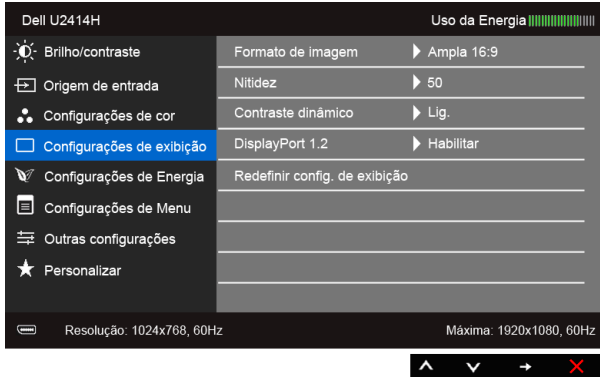 Dell U2414H Uso da Energia
Brilho/contraste Formato de imagem Ampla 16:9
Origem de entrada Nitidez 50
Configurações de cor Contraste dinâmico Lig.
Configurações de exibição DisplayPort 1.2 Habilitar
Configurações de Energia Redefinir config. de exibição
Configurações de Menu
Outras configurações
Personalizar
Resolução: 1024x768, 60Hz Máxima: 1920x1080, 60Hz